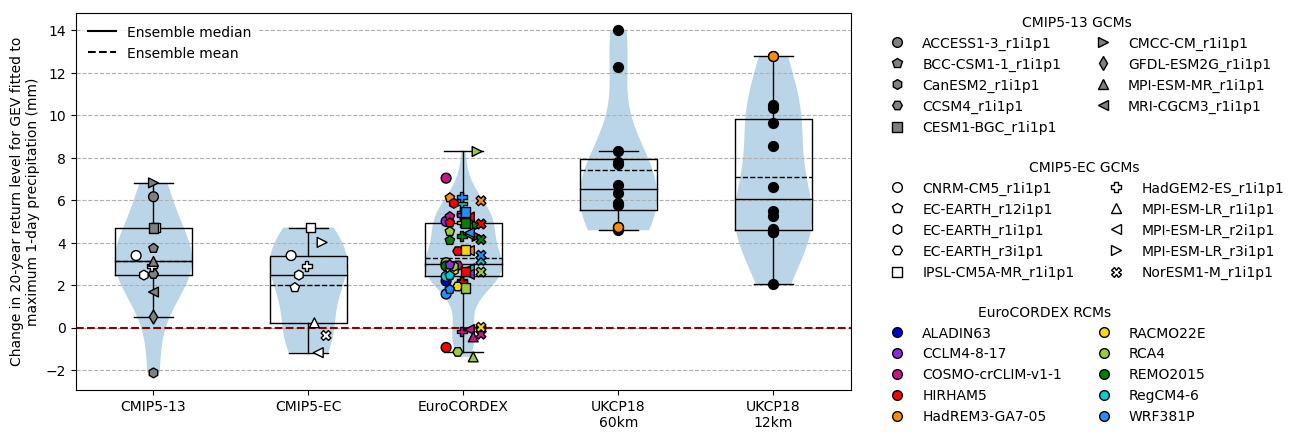 Change in 20-year return level for GEV fitted to
maximum 1-day precipitation (mm)
14
12
10
8
6
4
2
0
−2
Ensemble median
Ensemble mean
CMIP5-13
CMIP5-EC
EuroCORDEX
UKCP18
60km
UKCP18
12km
CMIP5-13 GCMs
ACCESS1-3_r1i1p1
BCC-CSM1-1_r1i1p1
CanESM2_r1i1p1
CCSM4_r1i1p1
CESM1-BGC_r1i1p1
CMCC-CM_r1i1p1
GFDL-ESM2G_r1i1p1
MPI-ESM-MR_r1i1p1
MRI-CGCM3_r1i1p1
CMIP5-EC GCMs
CNRM-CM5_r1i1p1
EC-EARTH_r12i1p1
EC-EARTH_r1i1p1
EC-EARTH_r3i1p1
IPSL-CM5A-MR_r1i1p1
HadGEM2-ES_r1i1p1
MPI-ESM-LR_r1i1p1
MPI-ESM-LR_r2i1p1
MPI-ESM-LR_r3i1p1
NorESM1-M_r1i1p1
EuroCORDEX RCMs
ALADIN63
CCLM4-8-17
COSMO-crCLIM-v1-1
HIRHAM5
HadREM3-GA7-05
RACMO22E
RCA4
REMO2015
RegCM4-6
WRF381P